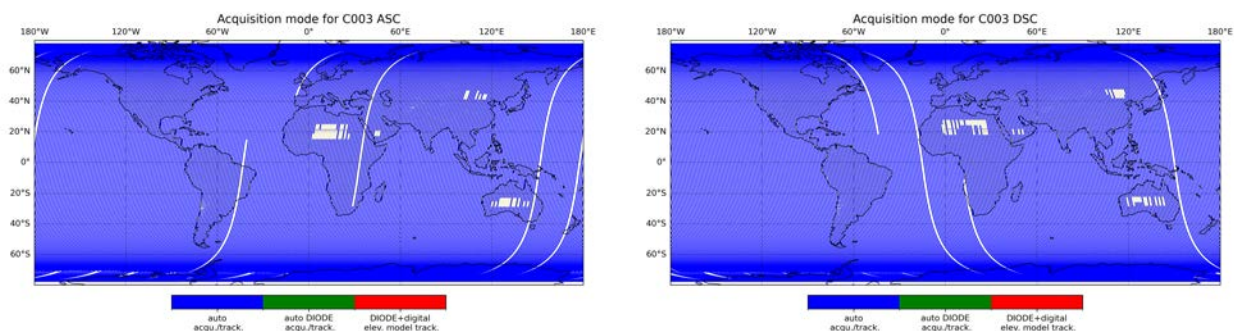 Acquisition mode for C003 ASC
180°W 120°W 60°W 0° 60°E 120°E 180°E
60°N
40°N
20°N
0°
20°S
40°S
60°S
auto
acqu./track.
auto DIODE
acqu./track.
DIODE+digital
elev. model track.
Acquisition mode for C003 DSC
180°W 120°W 60°W 0° 60°E 120°E 180°E
60°N
40°N
20°N
0°
20°S
40°S
60°S
auto
acqu./track.
auto DIODE
acqu./track.
DIODE+digital
elev. model track.